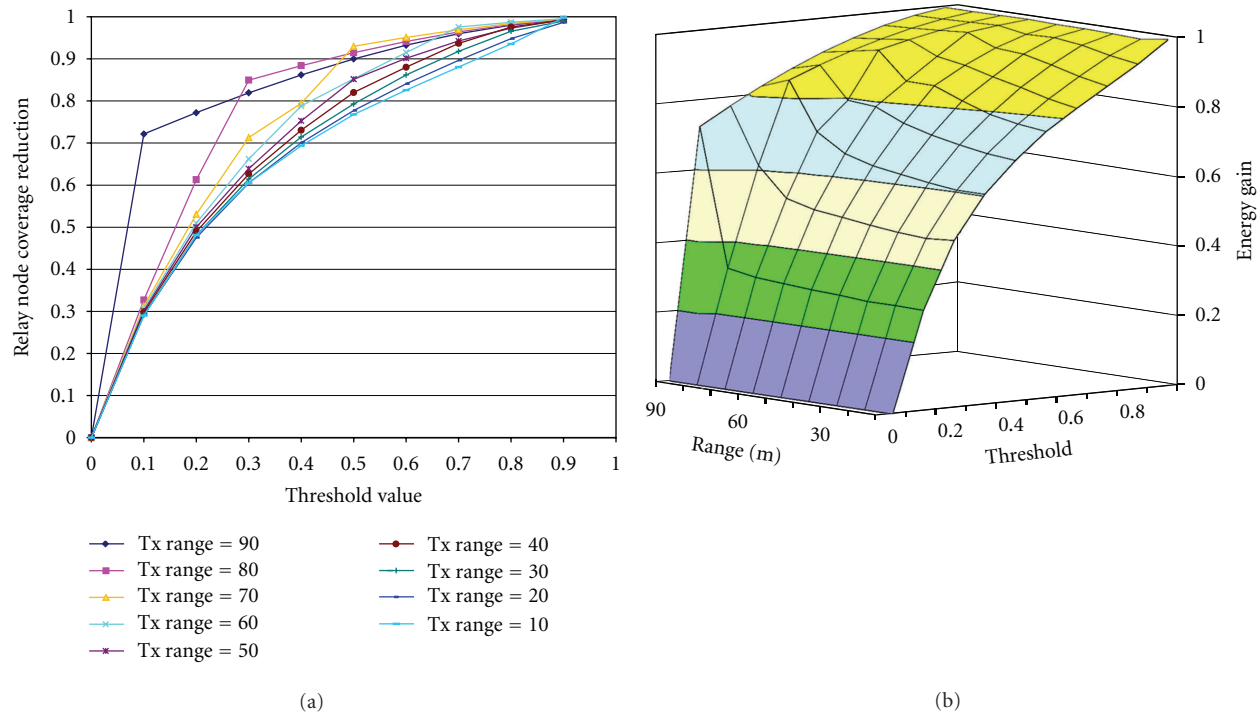 1
0.9
0.8
0.7
0.6
0.5
0.4
0.3
0.2
0.1
0
Relay node coverage reduction
0 0.1 0.2 0.3 0.4 0.5 0.6 0.7 0.8 0.9 1
Threshold value
Tx range = 90
Tx range = 80
Tx range = 70
Tx range = 60
Tx range = 50
Tx range = 40
Tx range = 30
Tx range = 20
Tx range = 10
(a)
1
0.8
0.6
0.4
0.2
0
Energy gain
90 60 30
Range (m)
0 0.2 0.4 0.6 0.8
Threshold
(b)